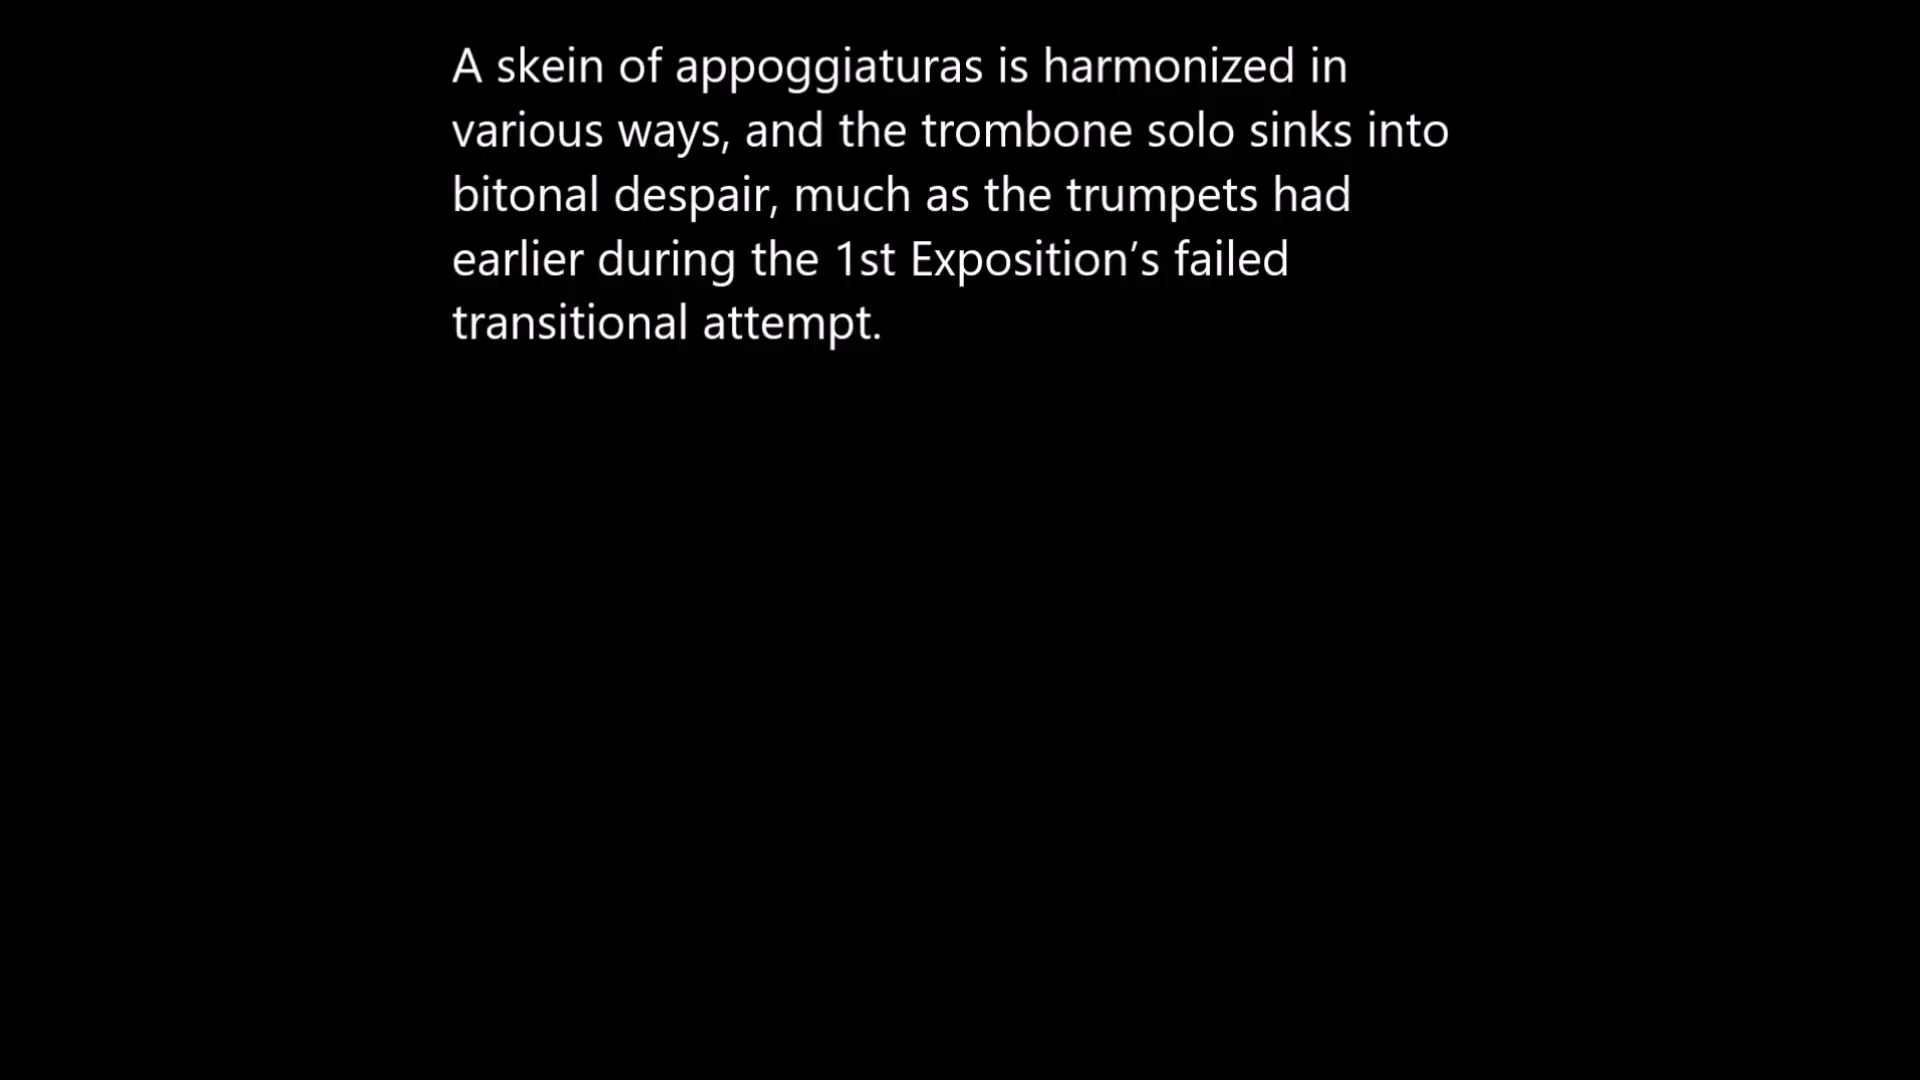 A skein of appoggiaturas is harmonized in
various ways, and the trombone solo sinks into
bitonal despair, much as the trumpets had
earlier during the 1st Exposition’s failed
transitional attempt.